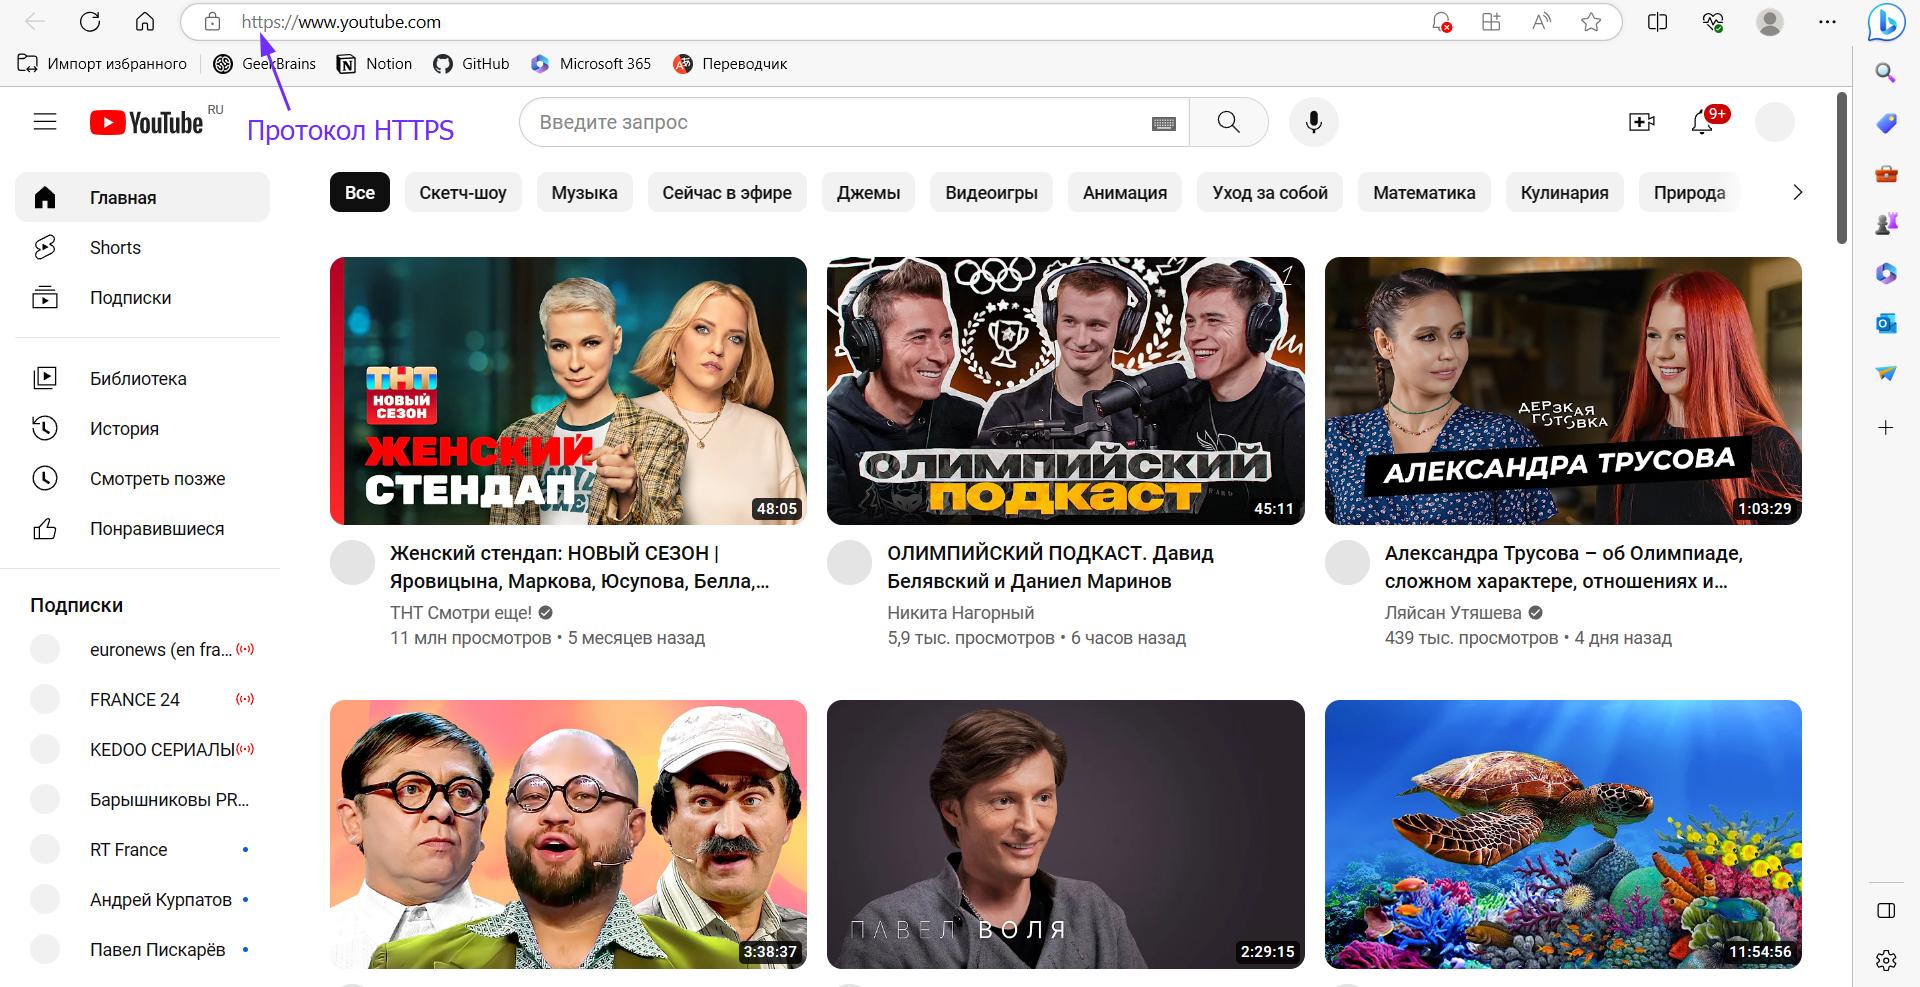 https://www.youtube.com
Импорт избранного
GeekBrains
Notion
GitHub
Microsoft 365
Переводчик
YouTube
RU
Протокол HTTPS
Введите запрос
9+
Все
Скетч-шоу
Музыка
Сейчас в эфире
Джемы
Видеоигры
Анимация
Уход за собой
Математика
Кулинария
Природа
Главная
Shorts
Подписки
Библиотека
История
Смотреть позже
Понравившиеся
Подписки
euronews (en fra...
FRANCE 24
KEDOO СЕРИАЛЫ
Барышниковы PR...
RT France
Андрей Курпатов
Павел Пискарёв
ТНТ
НОВЫЙ
СЕЗОН
ЖЕНСКИЙ
СТЕНДАП
48:05
Женский стендап: НОВЫЙ СЕЗОН |
Яровицына, Маркова, Юсупова, Белла,...
ТНТ Смотри еще!
11 млн просмотров • 5 месяцев назад
ОЛИМПИЙСКИЙ
ПОДКАСТ
45:11
ОЛИМПИЙСКИЙ ПОДКАСТ. Давид
Белявский и Даниел Маринов
Никита Нагорный
5,9 тыс. просмотров • 6 часов назад
ДЕРЗКАЯ
ГОТОВКА
АЛЕКСАНДРА ТРУСОВА
1:03:29
Александра Трусова – об Олимпиаде,
сложном характере, отношениях и...
Ляйсан Утяшева
439 тыс. просмотров • 4 дня назад
3:38:37
ПАВЕЛ ВОЛЯ
2:29:15
11:54:56